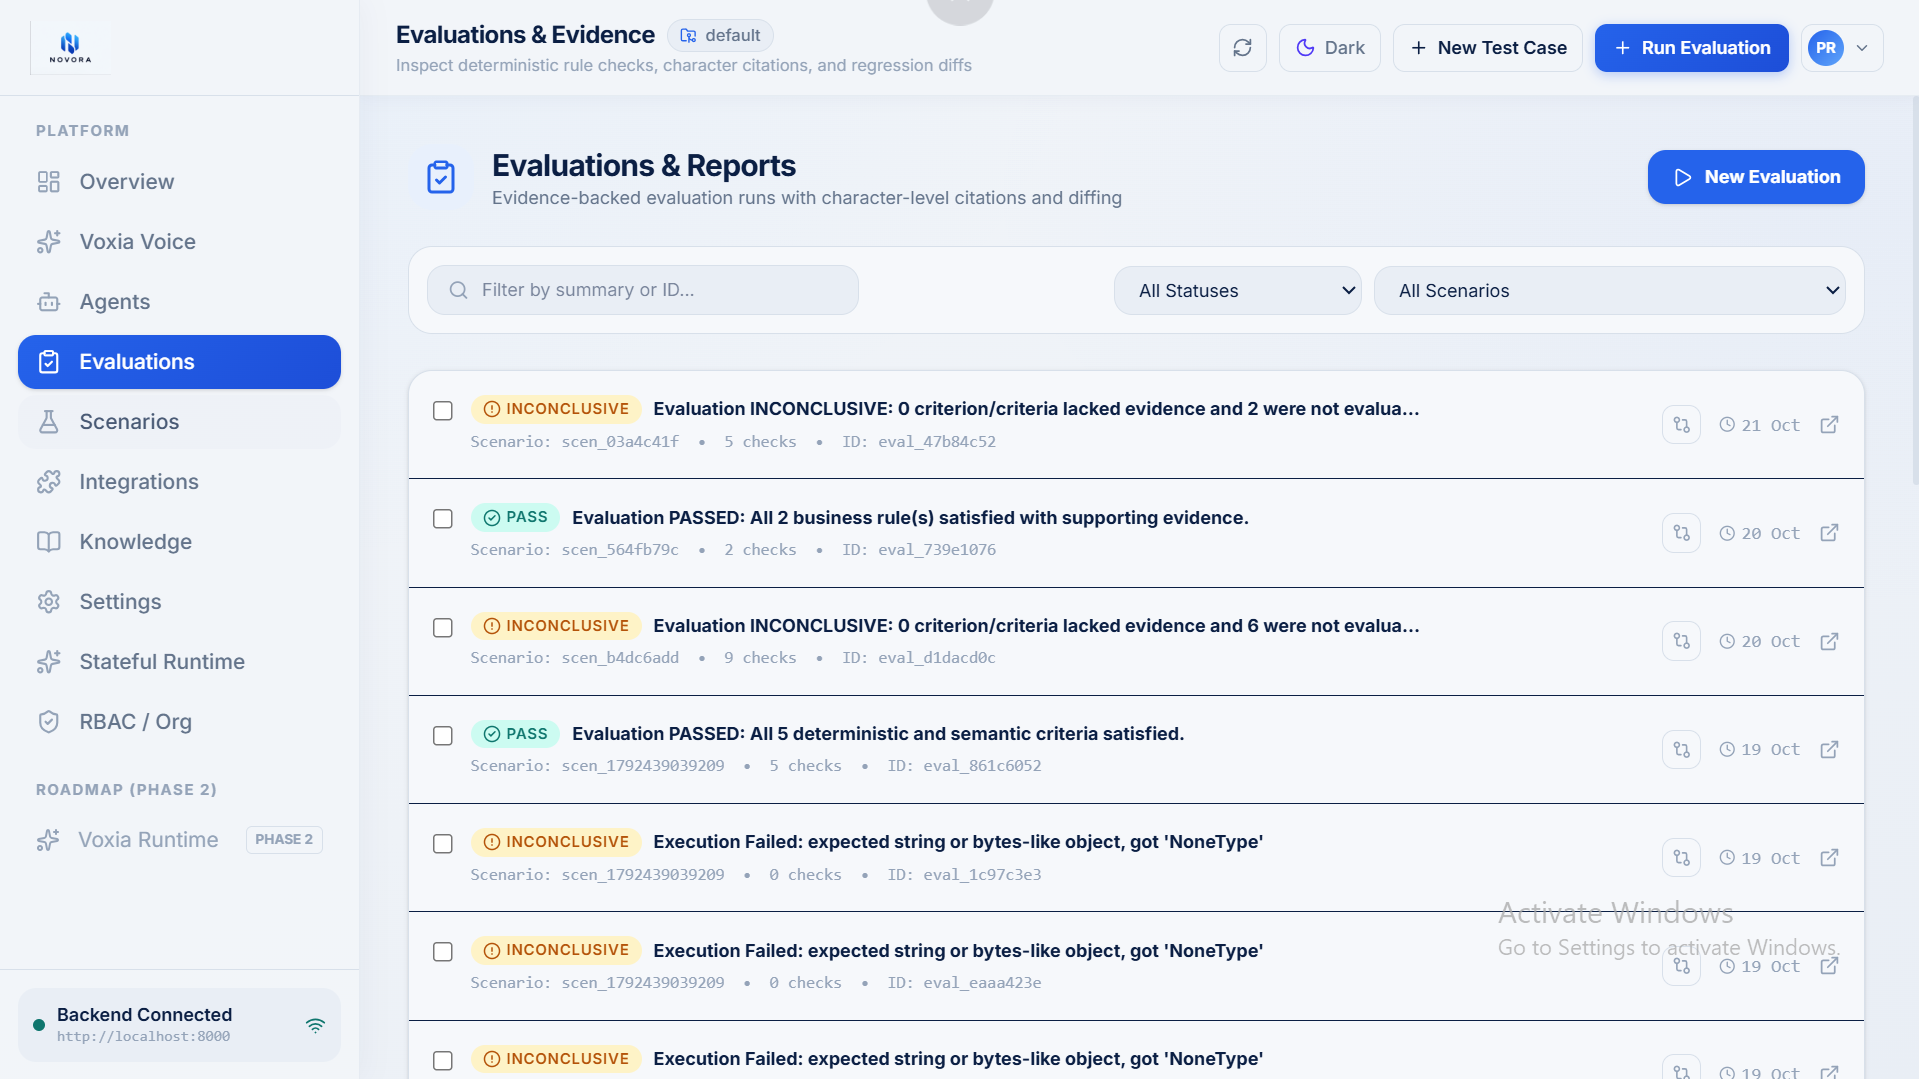 NOVORA
PLATFORM
Overview
Voxia Voice
Agents
Evaluations
Scenarios
Integrations
Knowledge
Settings
Stateful Runtime
RBAC / Org
ROADMAP (PHASE 2)
Voxia Runtime PHASE 2
Backend Connected
http://localhost:8000
Evaluations & Evidence default
Inspect deterministic rule checks, character citations, and regression diffs
Dark
New Test Case
Run Evaluation
PR
Evaluations & Reports
Evidence-backed evaluation runs with character-level citations and diffing
New Evaluation
Filter by summary or ID...
All Statuses
All Scenarios
INCONCLUSIVE Evaluation INCONCLUSIVE: 0 criterion/criteria lacked evidence and 2 were not evalua...
Scenario: scen_03a4c41f • 5 checks • ID: eval_47b84c52
21 Oct
PASS Evaluation PASSED: All 2 business rule(s) satisfied with supporting evidence.
Scenario: scen_564fb79c • 2 checks • ID: eval_739e1076
20 Oct
INCONCLUSIVE Evaluation INCONCLUSIVE: 0 criterion/criteria lacked evidence and 6 were not evalua...
Scenario: scen_b4dc6add • 9 checks • ID: eval_d1dacd0c
20 Oct
PASS Evaluation PASSED: All 5 deterministic and semantic criteria satisfied.
Scenario: scen_1792439039209 • 5 checks • ID: eval_861c6052
19 Oct
INCONCLUSIVE Execution Failed: expected string or bytes-like object, got 'NoneType'
Scenario: scen_1792439039209 • 0 checks • ID: eval_1c97c3e3
19 Oct
INCONCLUSIVE Execution Failed: expected string or bytes-like object, got 'NoneType'
Scenario: scen_1792439039209 • 0 checks • ID: eval_eaaa423e
19 Oct
INCONCLUSIVE Execution Failed: expected string or bytes-like object, got 'NoneType'
19 Oct
Activate Windows
Go to Settings to activate Windows.